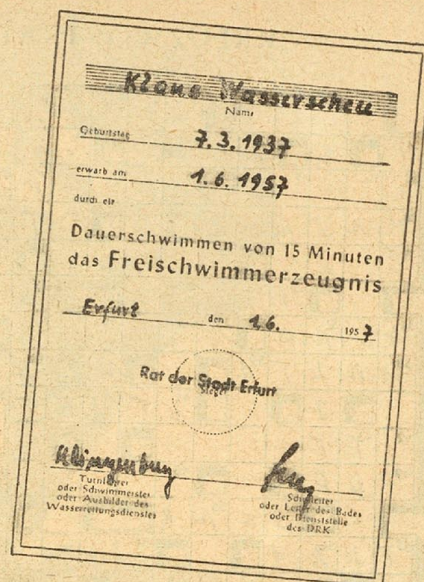 Klaus Wasserscheu
Name
Geburtstag 7. 3. 1937
erwarb am 1. 6. 1957
durch ein
Dauerschwimmen von 15 Minuten
das Freischwimmerzeugnis
Erfurt den 1.6. 1957
Rat der Stadt Erfurt
Siegel
Turnlehrer
oder Schwimmeister
oder Ausbilder des
Wasserrettungsdienstes
Schulleiter
oder Leiter des Bades
oder Dienststelle
des DRK